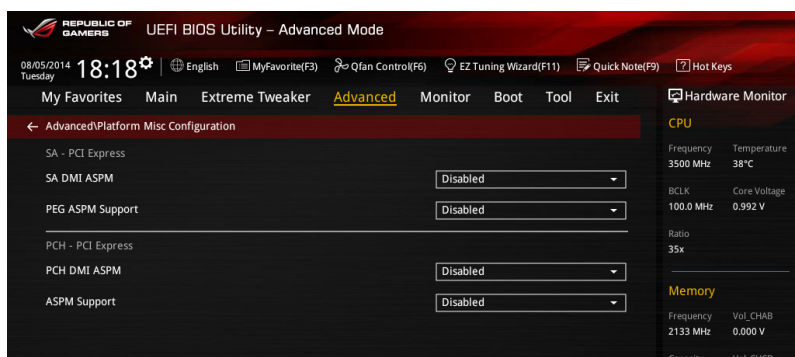 REPUBLIC OF
GAMERS
UEFI BIOS Utility – Advanced Mode
08/05/2014
Tuesday
18:18
English
MyFavorite(F3)
Qfan Control(F6)
EZ Tuning Wizard(F11)
Quick Note(F9)
? Hot Keys
My Favorites Main Extreme Tweaker Advanced Monitor Boot Tool Exit
Hardware Monitor
← Advanced\Platform Misc Configuration
SA - PCI Express
SA DMI ASPM Disabled
PEG ASPM Support Disabled
PCH - PCI Express
PCH DMI ASPM Disabled
ASPM Support Disabled
CPU
Frequency Temperature
3500 MHz 38°C
BCLK Core Voltage
100.0 MHz 0.992 V
Ratio
35x
Memory
Frequency Vol_CHAB
2133 MHz 0.000 V